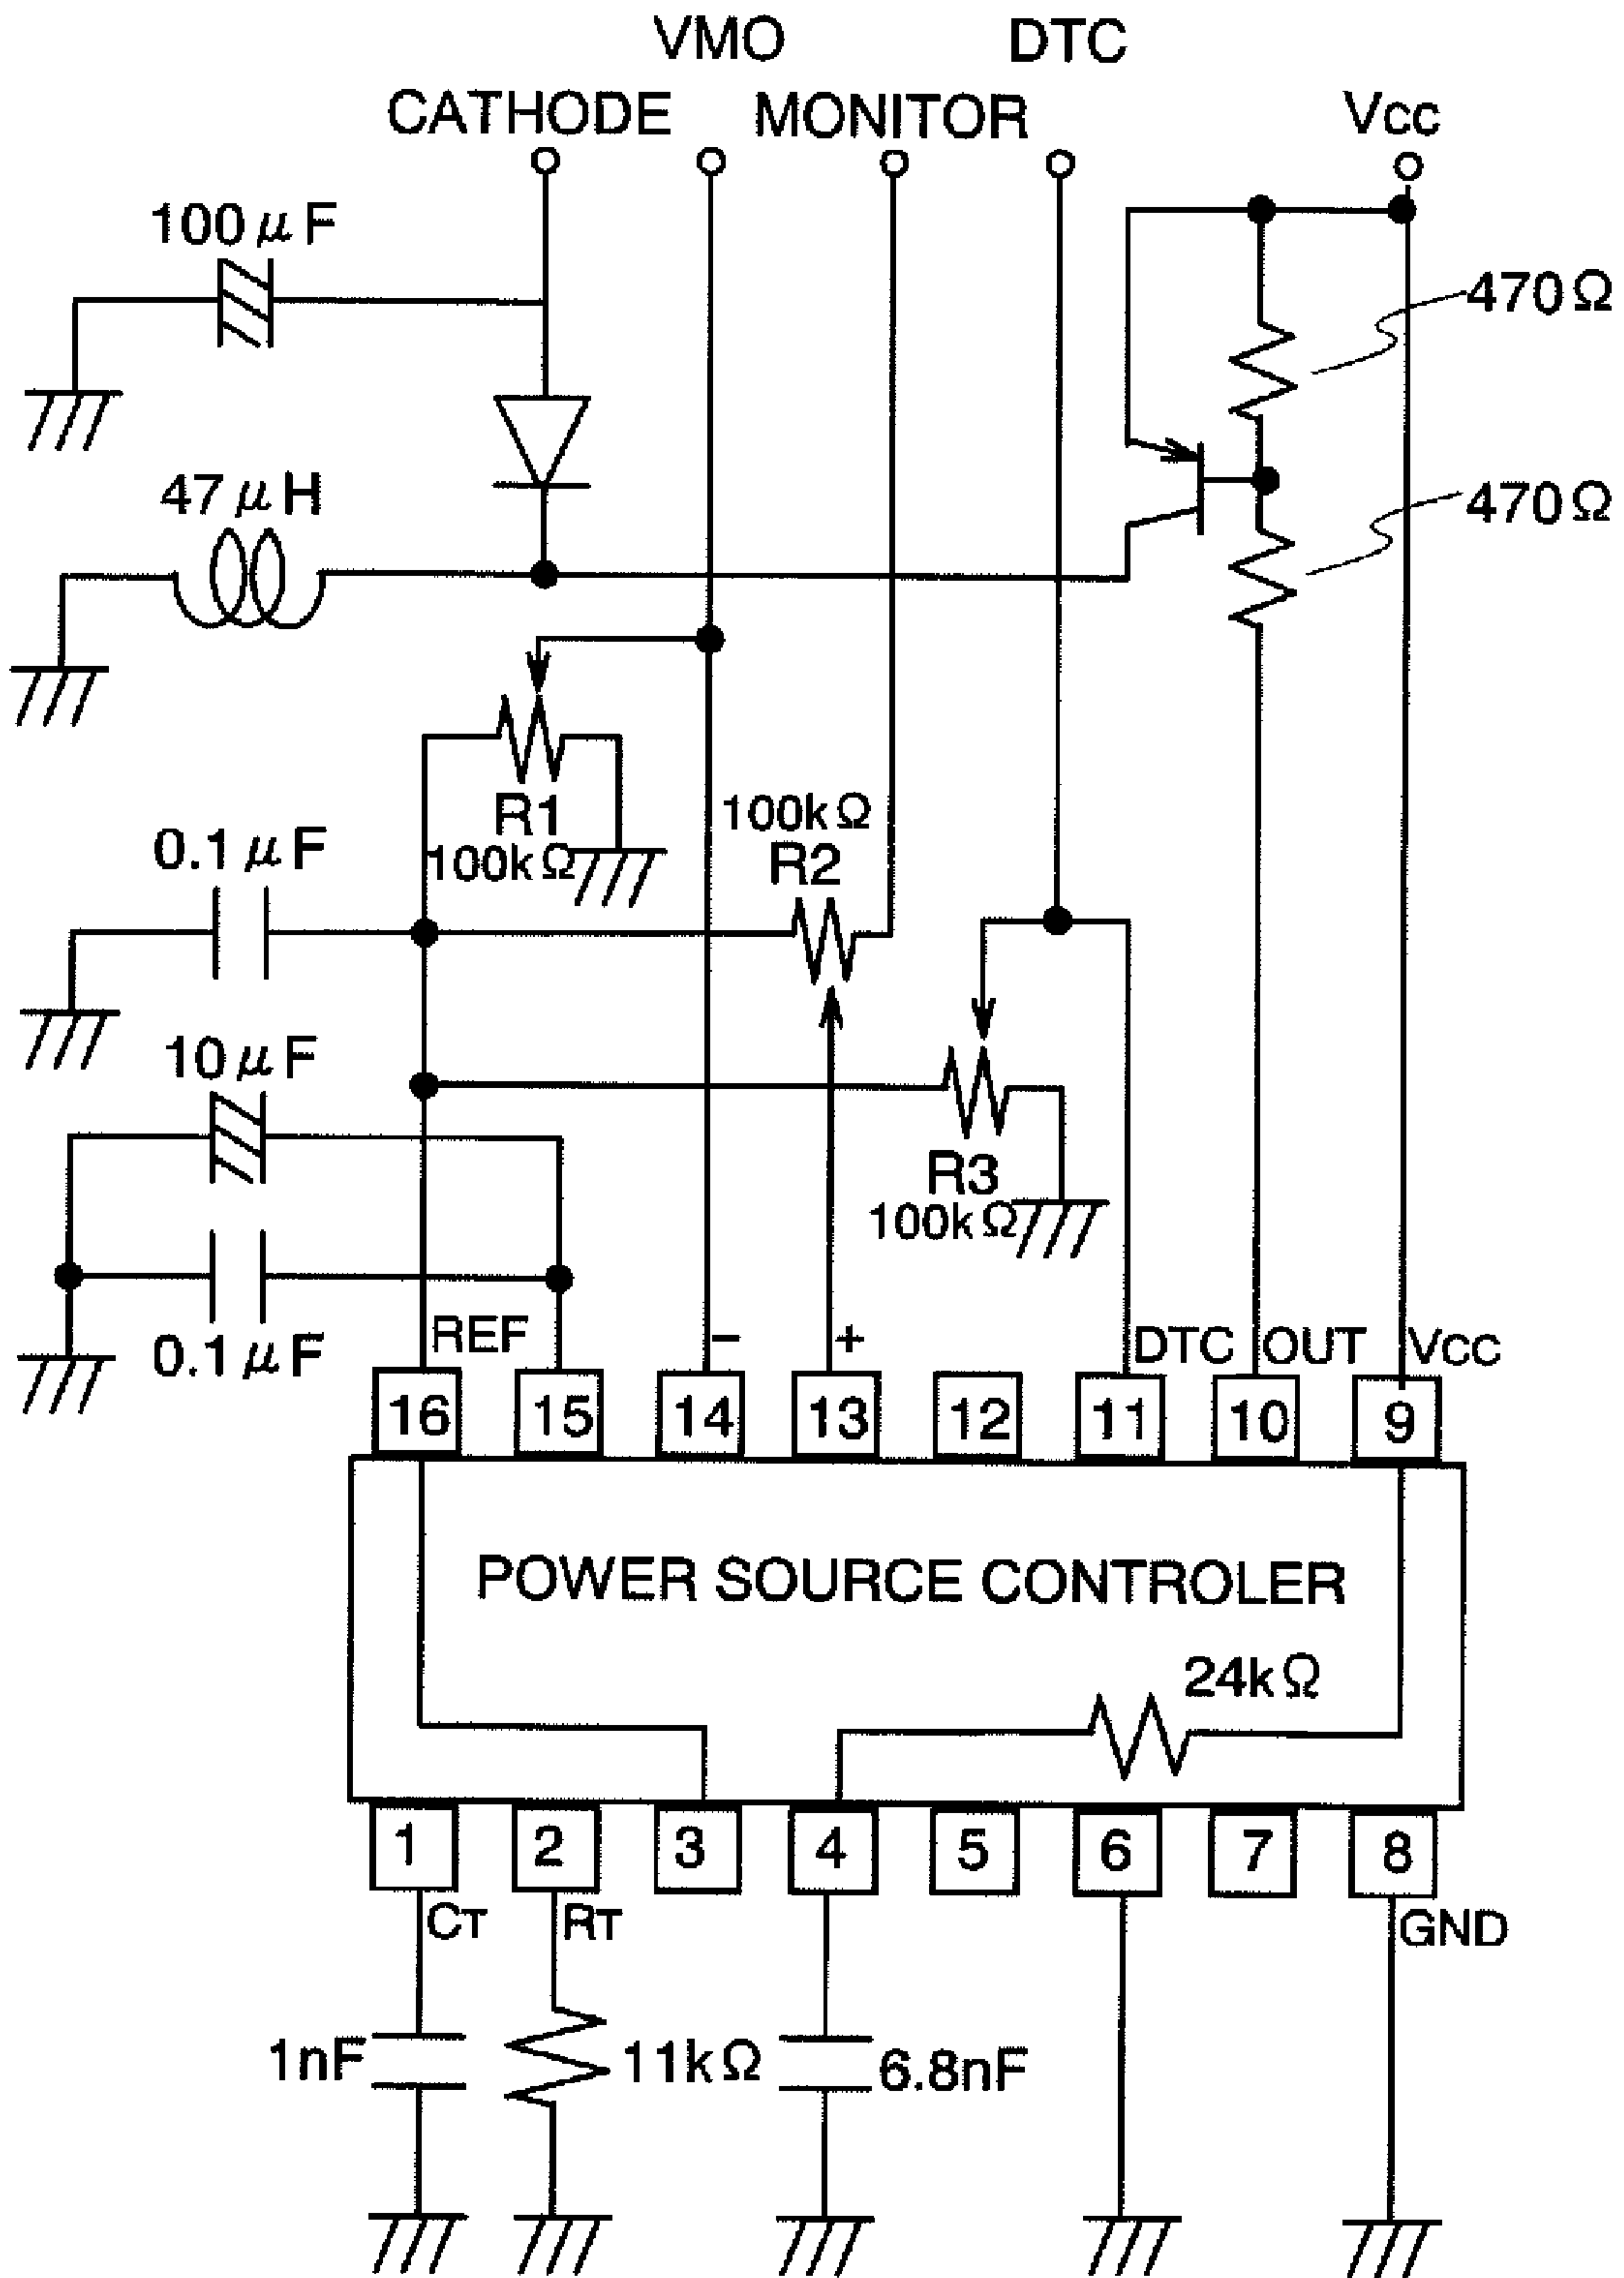 VMO DTC
CATHODE MONITOR Vcc
100μF
470Ω
47μH
470Ω
R1
100kΩ
100kΩ
R2
0.1μF
10μF
R3
100kΩ
0.1μF
REF − + DTC OUT Vcc
16 15 14 13 12 11 10 9
POWER SOURCE CONTROLER
24kΩ
1 2 3 4 5 6 7 8
CT RT GND
1nF 11kΩ 6.8nF